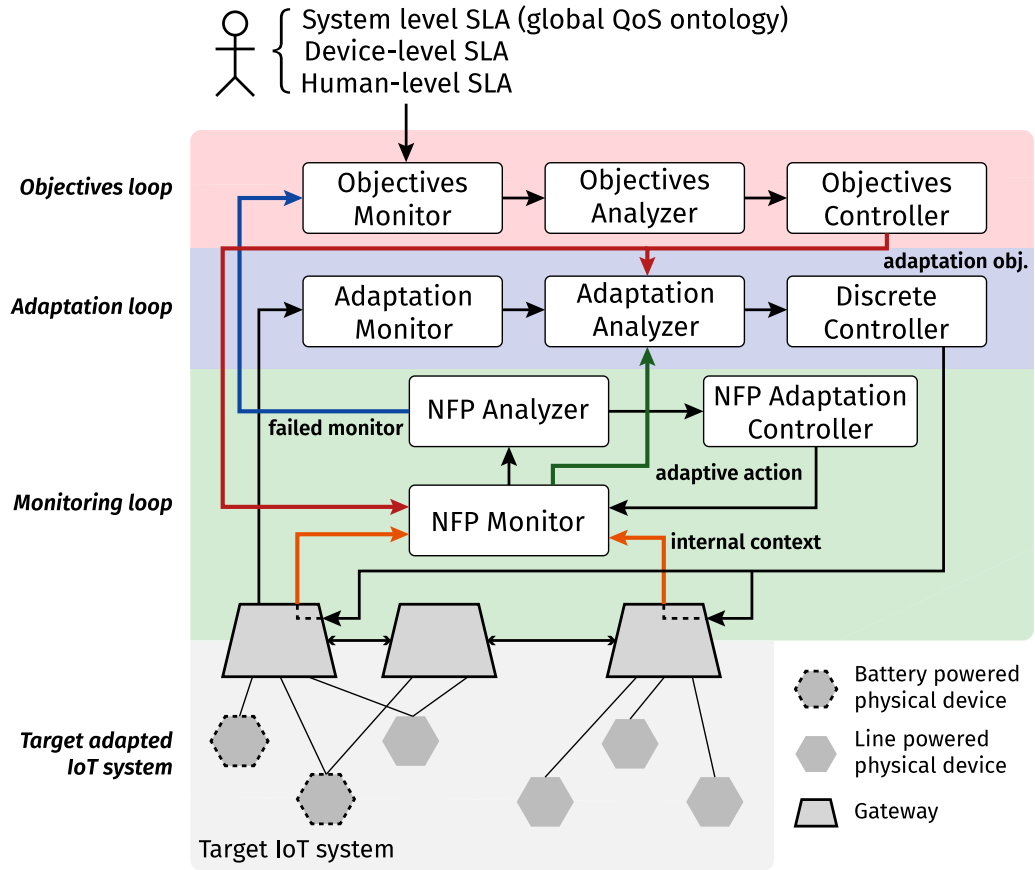 System level SLA (global QoS ontology)
Device-level SLA
Human-level SLA
Objectives loop
Objectives
Monitor
Objectives
Analyzer
Objectives
Controller
adaptation obj.
Adaptation loop
Adaptation
Monitor
Adaptation
Analyzer
Discrete
Controller
NFP Analyzer
NFP Adaptation
Controller
failed monitor
adaptive action
Monitoring loop
NFP Monitor
internal context
Target adapted
IoT system
Battery powered
physical device
Line powered
physical device
Gateway
Target IoT system